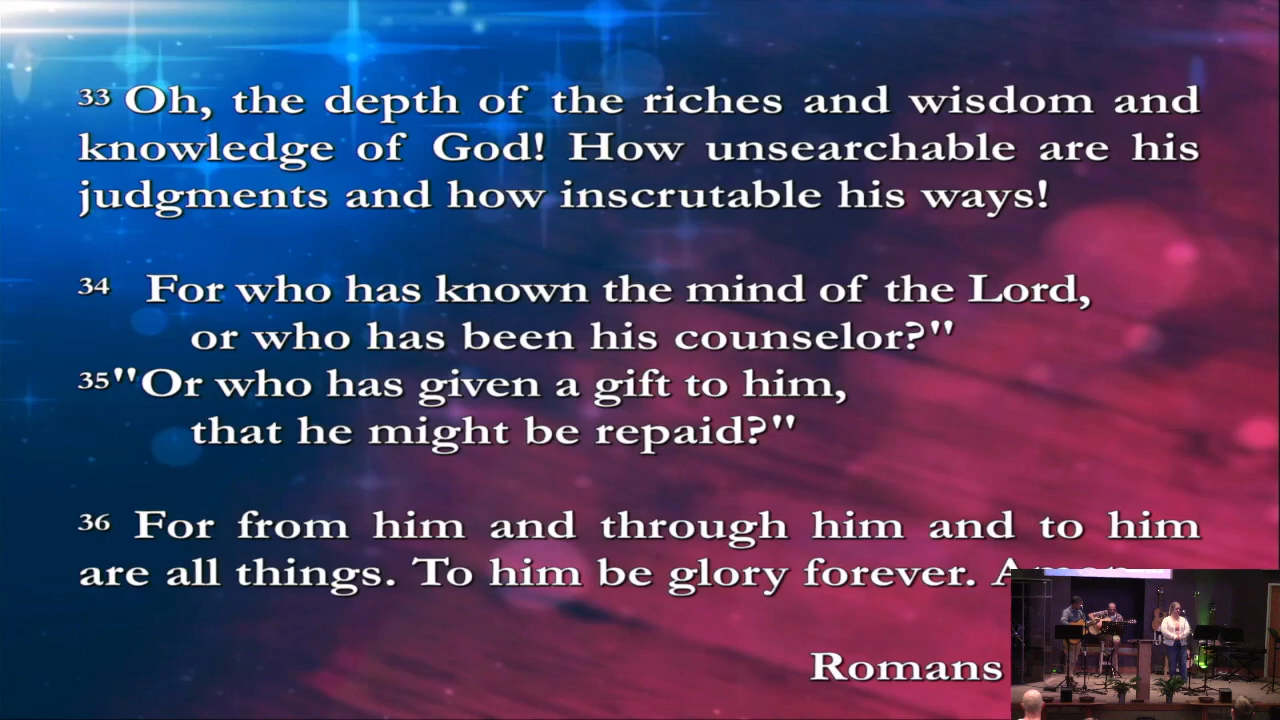 33 Oh, the depth of the riches and wisdom and
knowledge of God! How unsearchable are his
judgments and how inscrutable his ways!
34 For who has known the mind of the Lord,
or who has been his counselor?"
35"Or who has given a gift to him,
that he might be repaid?"
36 For from him and through him and to him
are all things. To him be glory forever.
Romans